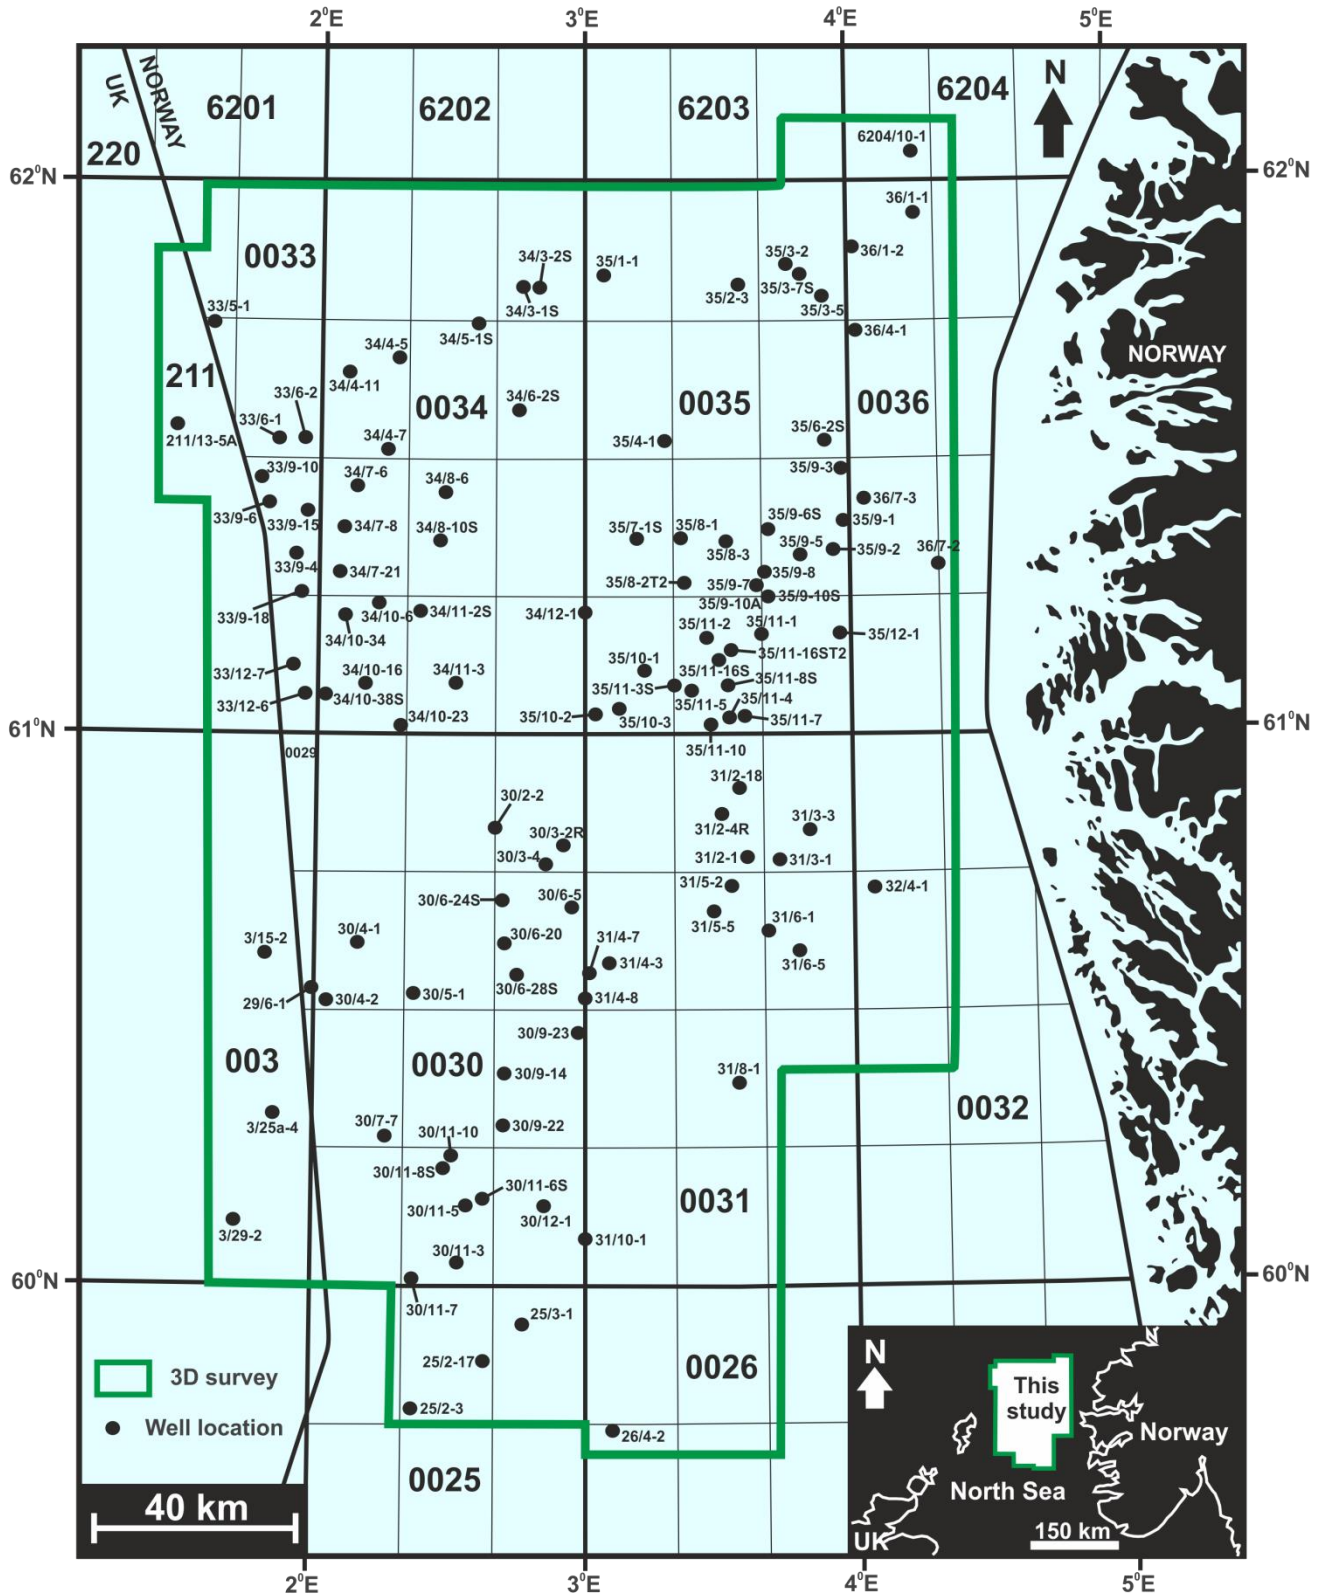 2⁰E
3⁰E
4⁰E
5⁰E
UK
NORWAY
6201
6202
6203
6204
N
220
6204/10-1
62⁰N
62⁰N
36/1-1
0033
34/3-2S
35/1-1
35/3-2
36/1-2
35/2-3
35/3-7S
34/3-1S
35/3-5
33/5-1
34/5-1S
36/4-1
34/4-5
NORWAY
211
34/4-11
33/6-2
34/6-2S
0034
0035
0036
33/6-1
35/6-2S
211/13-5A
34/4-7
35/4-1
33/9-10
34/7-6
34/8-6
35/9-3
36/7-3
33/9-6
33/9-15
34/7-8
34/8-10S
35/7-1S
35/8-1
35/9-6S
35/9-1
35/8-3
35/9-5
35/9-2
36/7-2
33/9-4
34/7-21
35/8-2T2
35/9-7
35/9-8
33/9-18
35/9-10A
35/9-10S
34/10-6
34/11-2S
34/12-1
34/10-34
35/11-2
35/11-1
35/12-1
35/11-16ST2
33/12-7
34/10-16
34/11-3
35/10-1
35/11-16S
35/11-8S
35/11-3S
33/12-6
34/10-38S
35/11-5
35/11-4
34/10-23
35/10-2
35/10-3
35/11-7
61⁰N
61⁰N
0029
35/11-10
31/2-18
30/2-2
31/3-3
30/3-2R
31/2-4R
30/3-4
31/2-1
31/3-1
31/5-2
32/4-1
30/6-24S
30/6-5
31/5-5
31/6-1
3/15-2
30/4-1
30/6-20
31/4-7
31/4-3
31/6-5
30/6-28S
29/6-1
30/4-2
30/5-1
31/4-8
30/9-23
003
0030
30/9-14
31/8-1
0032
3/25a-4
30/7-7
30/9-22
30/11-10
30/11-8S
30/11-6S
0031
30/11-5
30/12-1
3/29-2
31/10-1
30/11-3
60⁰N
60⁰N
30/11-7
25/3-1
25/2-17
0026
3D survey
25/2-3
Well location
26/4-2
0025
40 km
N
This
study
Norway
North Sea
UK
150 km
2⁰E
3⁰E
4⁰E
5⁰E